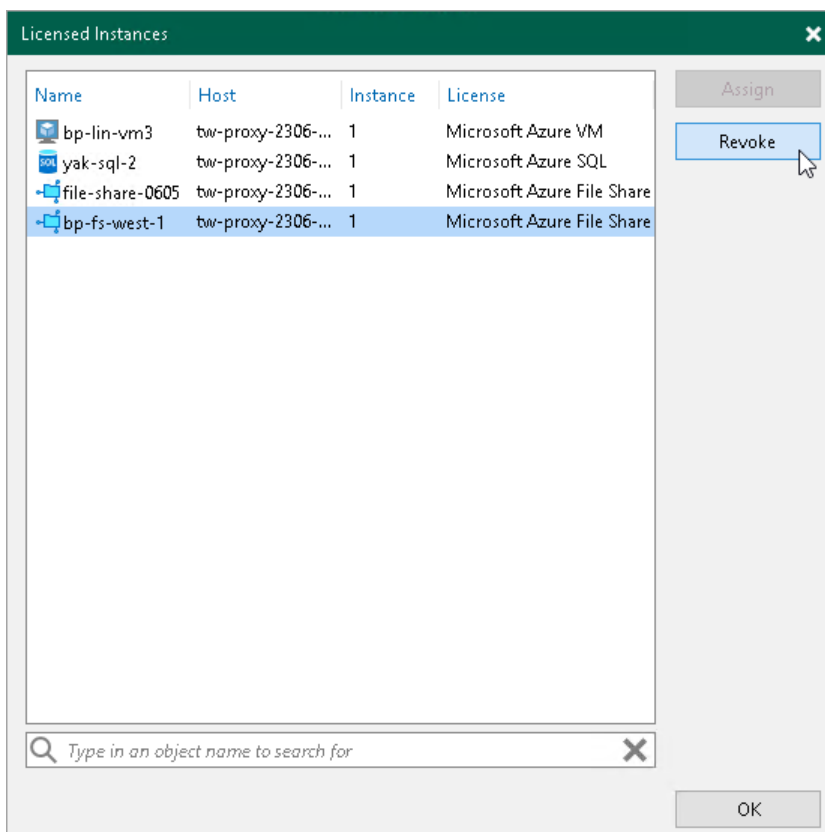 Licensed Instances
Name Host Instance License
bp-lin-vm3 tw-proxy-2306-... 1 Microsoft Azure VM
SQL yak-sql-2 tw-proxy-2306-... 1 Microsoft Azure SQL
file-share-0605 tw-proxy-2306-... 1 Microsoft Azure File Share
bp-fs-west-1 tw-proxy-2306-... 1 Microsoft Azure File Share
Assign
Revoke
Type in an object name to search for
OK